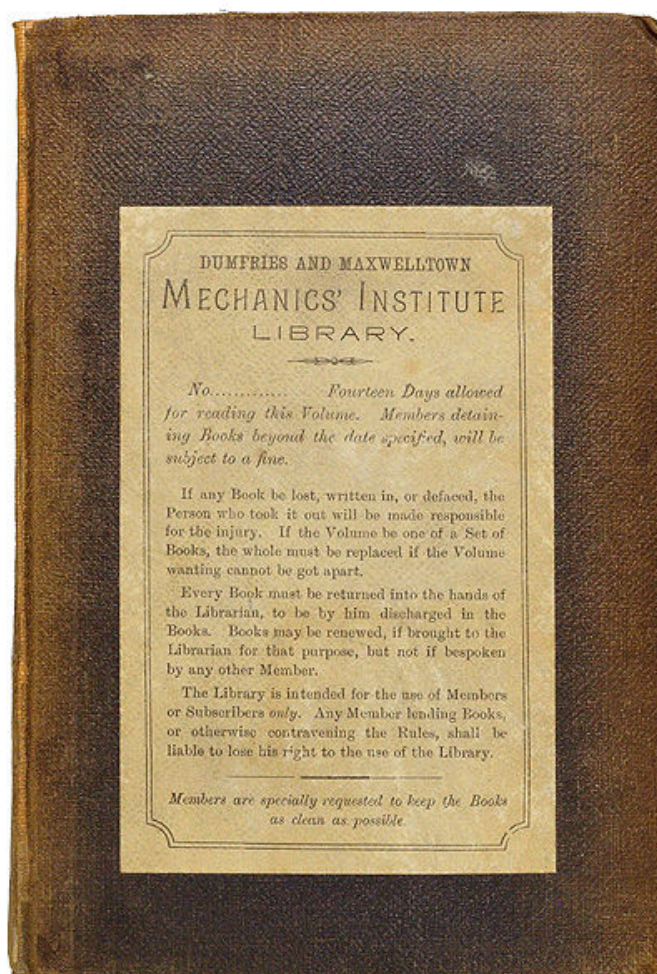 DUMFRIES AND MAXWELLTOWN
MECHANICS' INSTITUTE
LIBRARY.
No............. Fourteen Days allowed
for reading this Volume. Members detain-
ing Books beyond the date specified, will be
subject to a fine.
If any Book be lost, written in, or defaced, the
Person who took it out will be made responsible
for the injury. If the Volume be one of a Set of
Books, the whole must be replaced if the Volume
wanting cannot be got apart.
Every Book must be returned into the hands of
the Librarian, to be by him discharged in the
Books. Books may be renewed, if brought to the
Librarian for that purpose, but not if bespoken
by any other Member.
The Library is intended for the use of Members
or Subscribers only. Any Member lending Books,
or otherwise contravening the Rules, shall be
liable to lose his right to the use of the Library.
Members are specially requested to keep the Books
as clean as possible